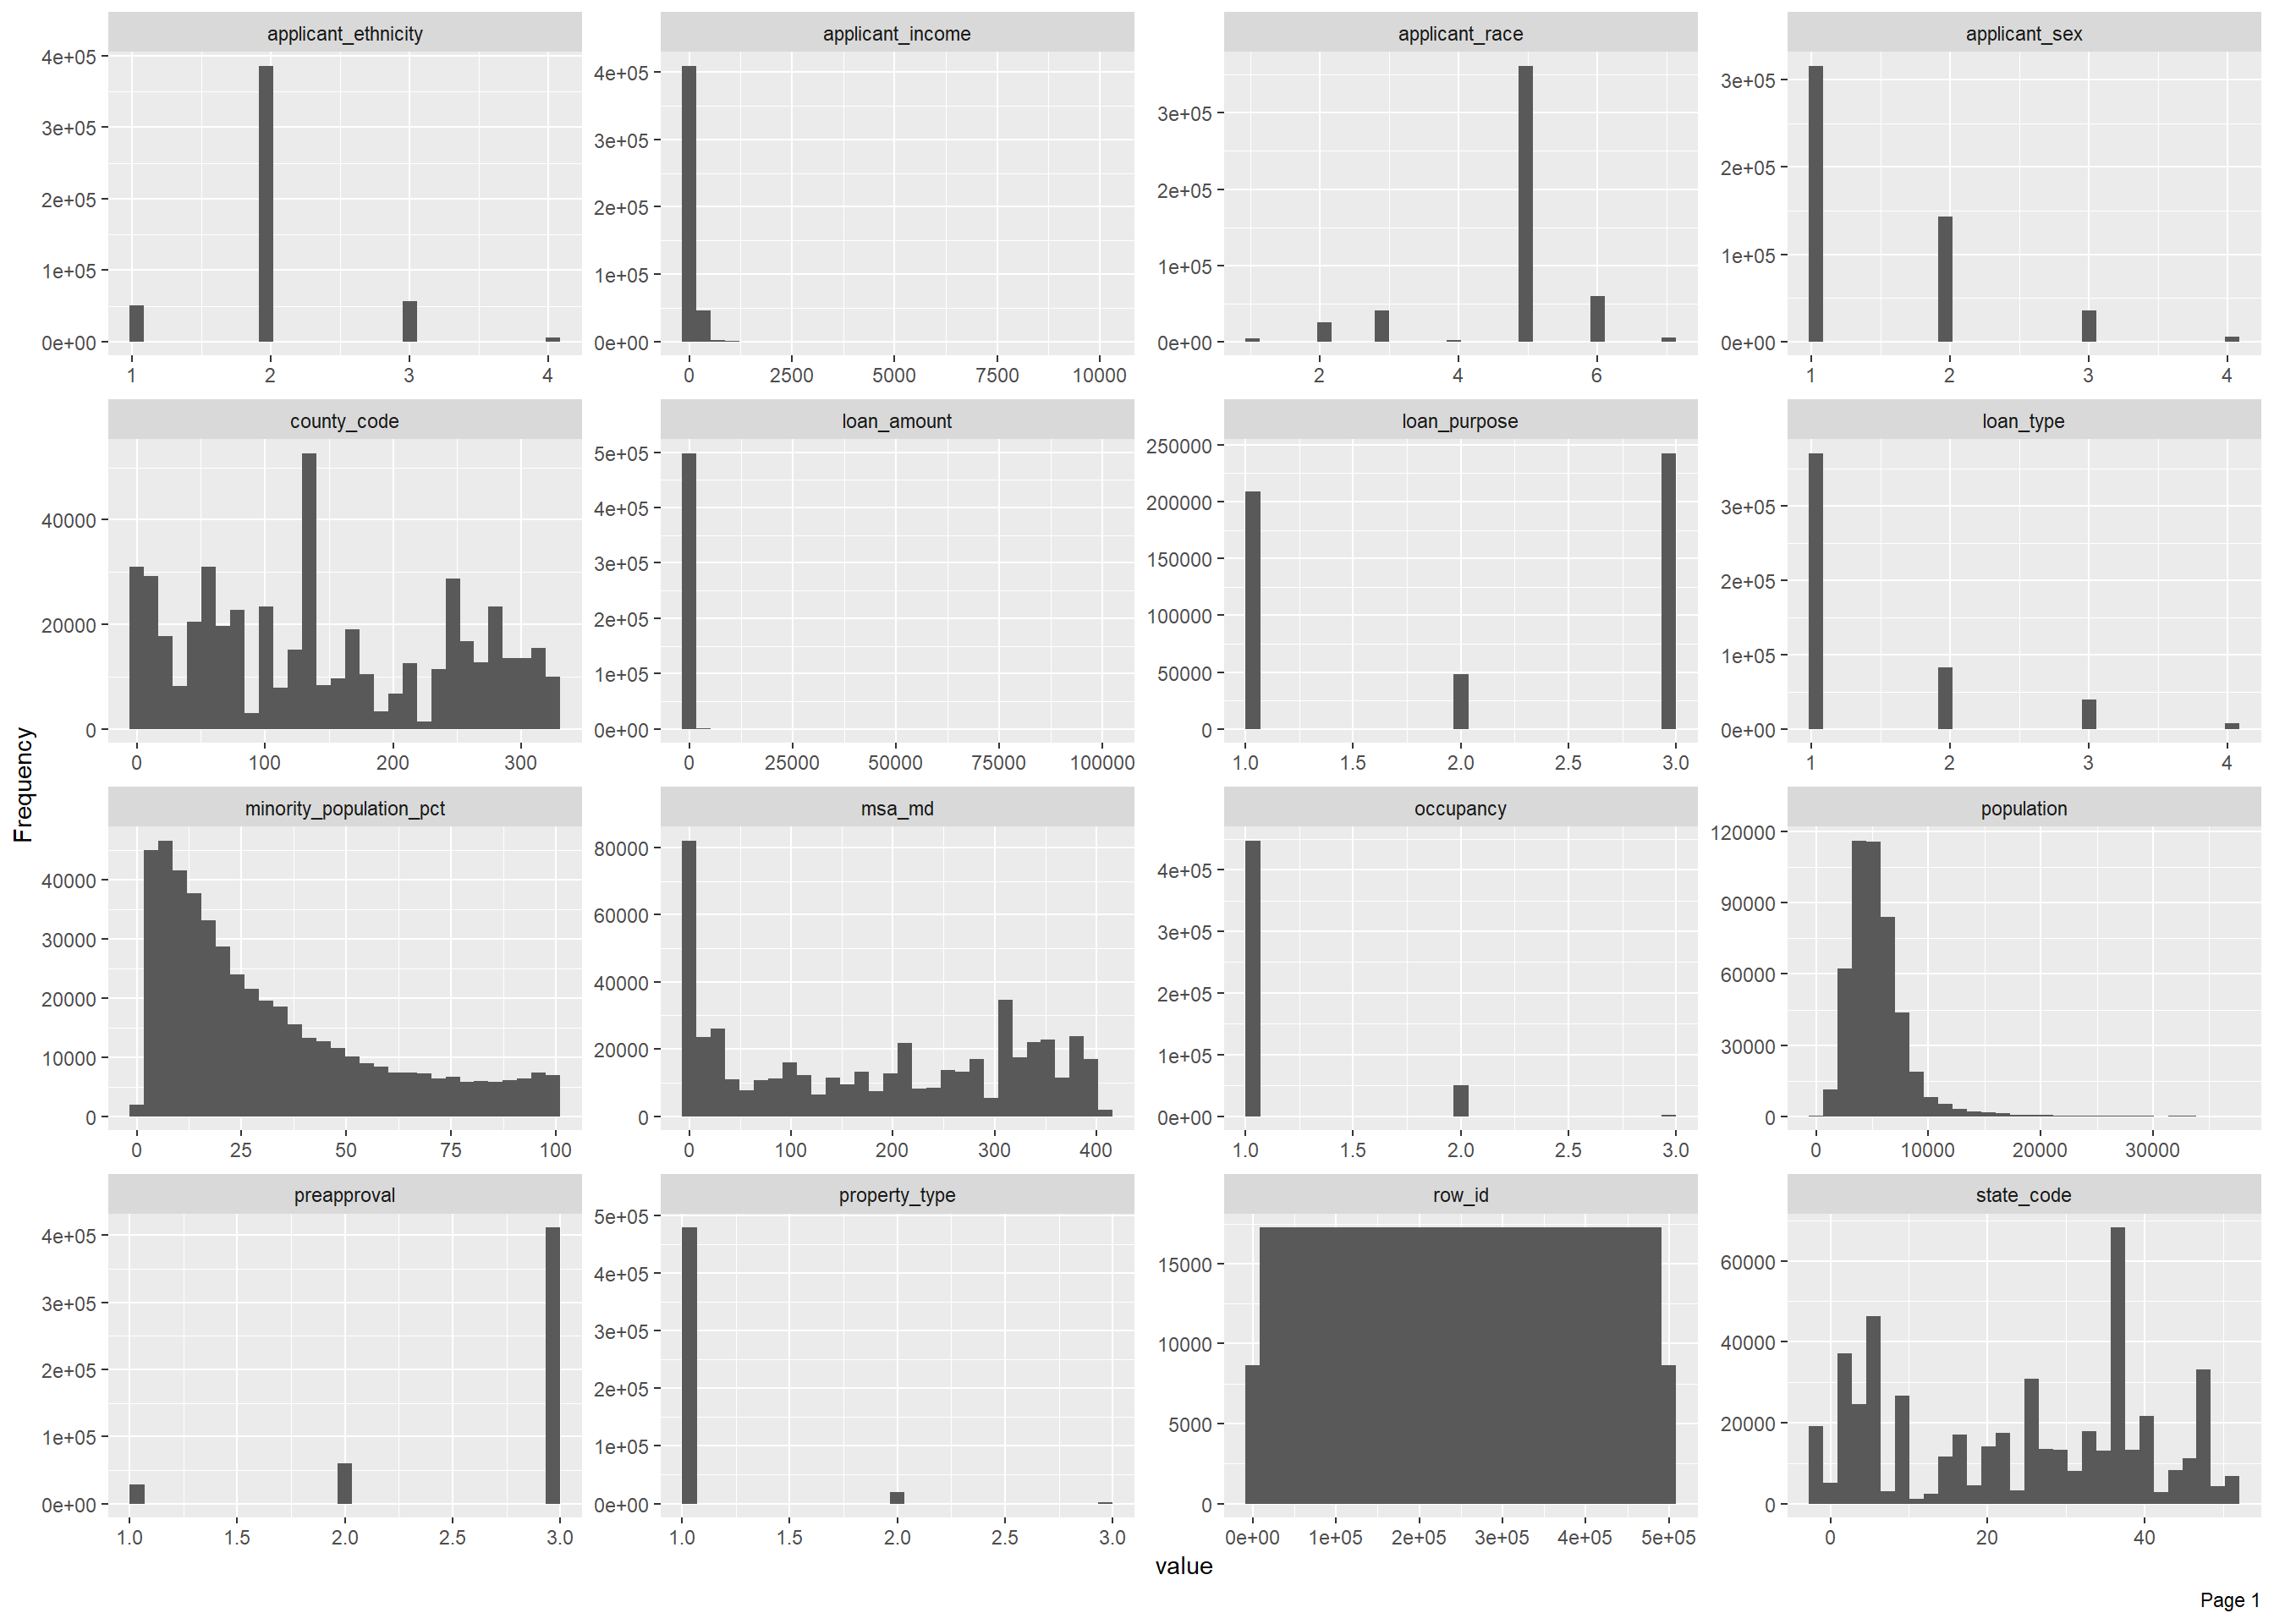 applicant_ethnicity applicant_income applicant_race applicant_sex
4e+05 3e+05 2e+05 1e+05 0e+00
1 2 3 4
4e+05 3e+05 2e+05 1e+05 0e+00
0 2500 5000 7500 10000
3e+05 2e+05 1e+05 0e+00
2 4 6
3e+05 2e+05 1e+05 0e+00
1 2 3 4
county_code loan_amount loan_purpose loan_type
40000 20000 0
0 100 200 300
5e+05 4e+05 3e+05 2e+05 1e+05 0e+00
0 25000 50000 75000 100000
250000 200000 150000 100000 50000 0
1.0 1.5 2.0 2.5 3.0
3e+05 2e+05 1e+05 0e+00
1 2 3 4
Frequency
minority_population_pct msa_md occupancy population
40000 30000 20000 10000 0
0 25 50 75 100
80000 60000 40000 20000 0
0 100 200 300 400
4e+05 3e+05 2e+05 1e+05 0e+00
1.0 1.5 2.0 2.5 3.0
120000 90000 60000 30000 0
0 10000 20000 30000
preapproval property_type row_id state_code
4e+05 3e+05 2e+05 1e+05 0e+00
1.0 1.5 2.0 2.5 3.0
5e+05 4e+05 3e+05 2e+05 1e+05 0e+00
1.0 1.5 2.0 2.5 3.0
15000 10000 5000 0
0e+00 1e+05 2e+05 3e+05 4e+05 5e+05
60000 40000 20000 0
0 20 40
value
Page 1